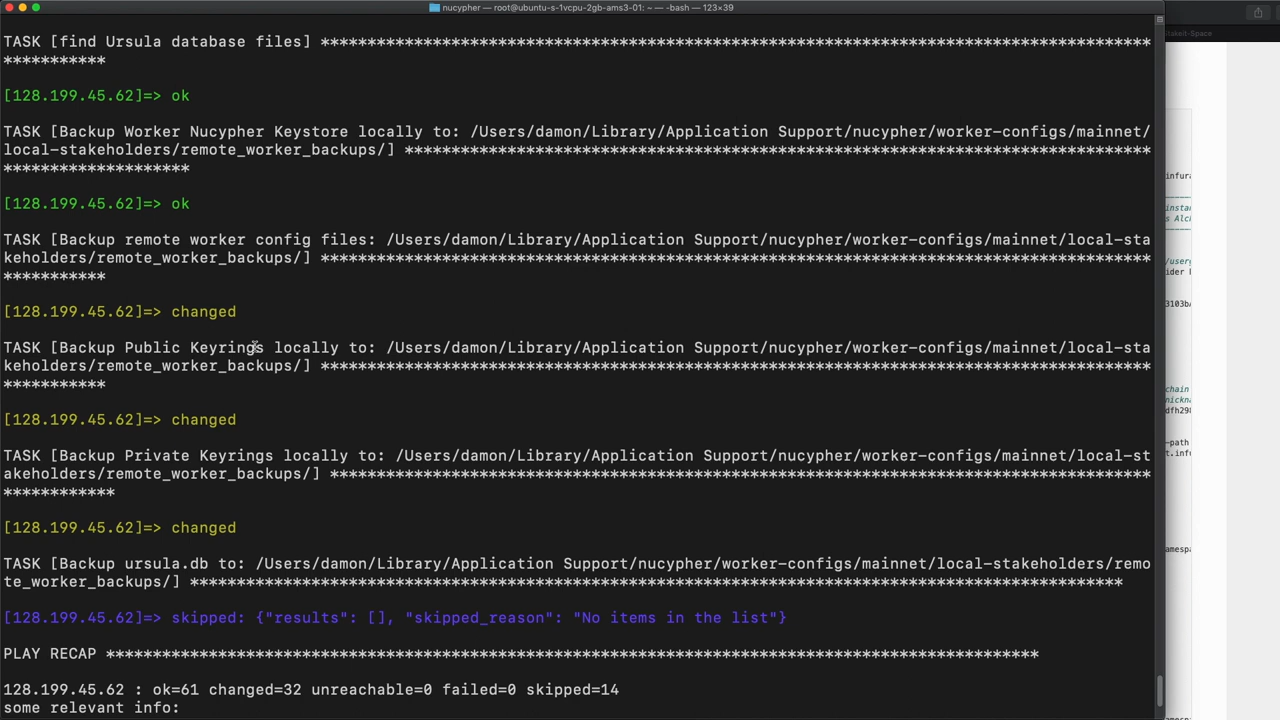 nucypher — root@ubuntu-s-1vcpu-2gb-ams3-01: ~ — -bash — 123×39
TASK [find Ursula database files] ****************************************************************************************
***********
[128.199.45.62]=> ok
TASK [Backup Worker Nucypher Keystore locally to: /Users/damon/Library/Application Support/nucypher/worker-configs/mainnet/
local-stakeholders/remote_worker_backups/] ********************************************************************************
********************
[128.199.45.62]=> ok
TASK [Backup remote worker config files: /Users/damon/Library/Application Support/nucypher/worker-configs/mainnet/local-sta
keholders/remote_worker_backups/] *****************************************************************************************
***********
[128.199.45.62]=> changed
TASK [Backup Public Keyrings locally to: /Users/damon/Library/Application Support/nucypher/worker-configs/mainnet/local-sta
keholders/remote_worker_backups/] *****************************************************************************************
***********
[128.199.45.62]=> changed
TASK [Backup Private Keyrings locally to: /Users/damon/Library/Application Support/nucypher/worker-configs/mainnet/local-st
akeholders/remote_worker_backups/] ****************************************************************************************
************
[128.199.45.62]=> changed
TASK [Backup ursula.db to: /Users/damon/Library/Application Support/nucypher/worker-configs/mainnet/local-stakeholders/remo
te_worker_backups/] ****************************************************************************************************
[128.199.45.62]=> skipped: {"results": [], "skipped_reason": "No items in the list"}
PLAY RECAP ****************************************************************************************************
128.199.45.62 : ok=61 changed=32 unreachable=0 failed=0 skipped=14
some relevant info: